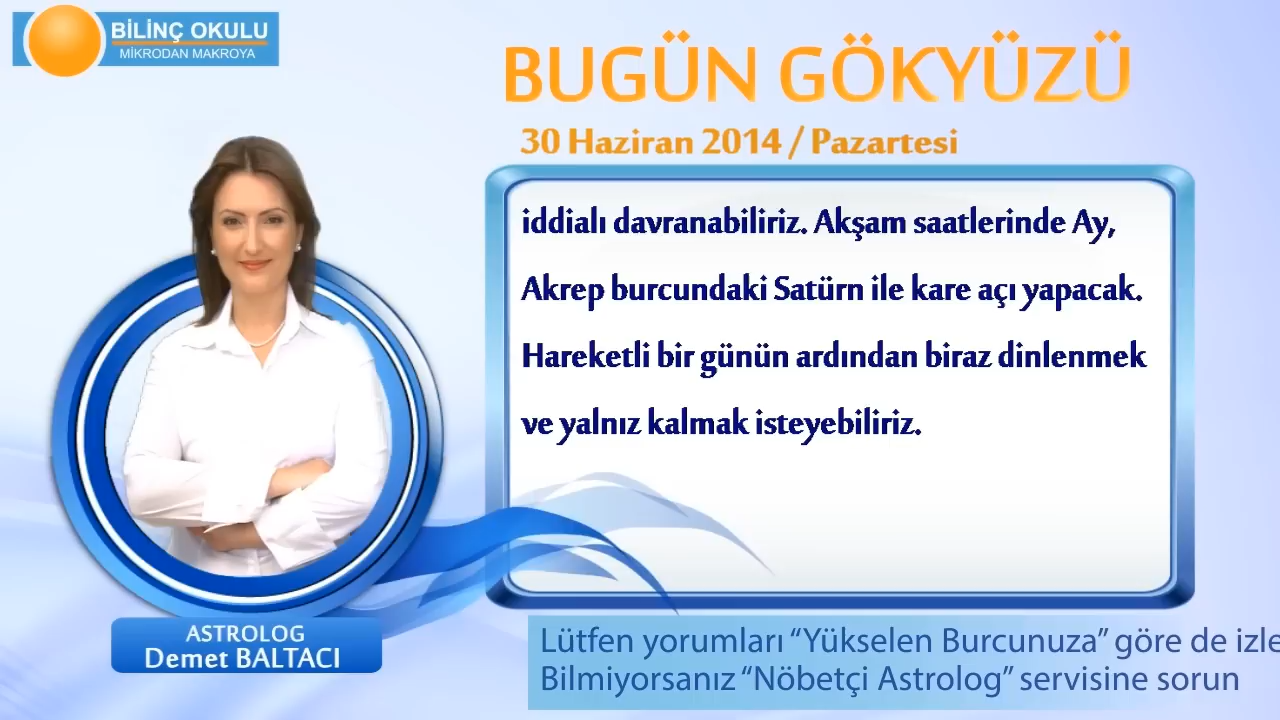 BİLİNÇ OKULU
MİKRODAN MAKROYA
BUGÜN GÖKYÜZÜ
30 Haziran 2014 / Pazartesi
iddialı davranabiliriz. Akşam saatlerinde Ay,
Akrep burcundaki Satürn ile kare açı yapacak.
Hareketli bir günün ardından biraz dinlenmek
ve yalnız kalmak isteyebiliriz.
ASTROLOG
Demet BALTACI
Lütfen yorumları “Yükselen Burcunuza” göre de izle
Bilmiyorsanız “Nöbetçi Astrolog” servisine sorun